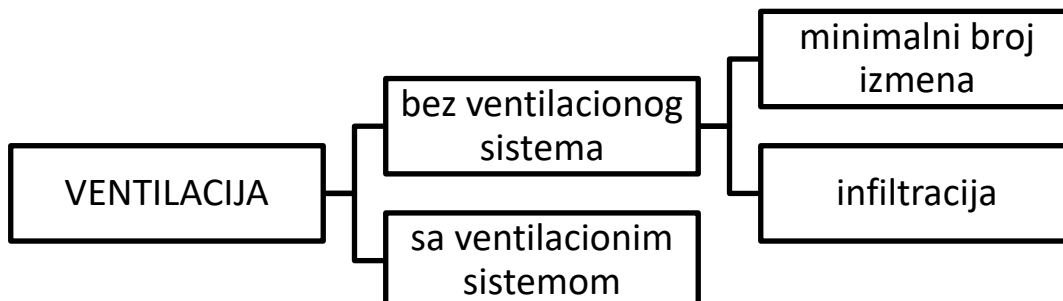 VENTILACIJA
bez ventilacionog
sistema
minimalni broj
izmena
infiltracija
sa ventilacionim
sistemom